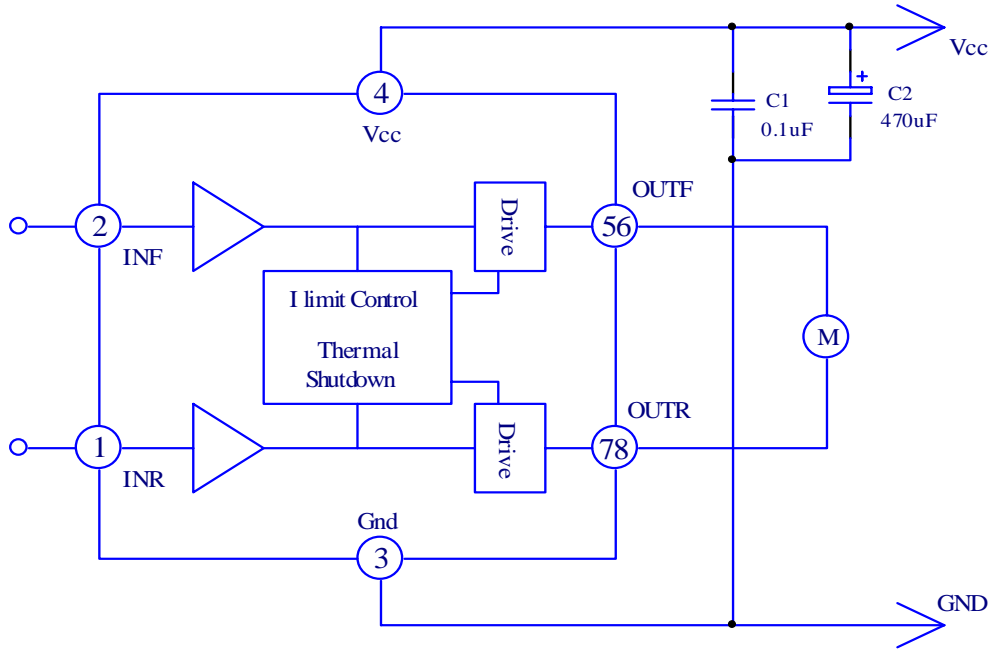 Vcc
4
Vcc
C1
0.1uF
+
C2
470uF
OUTF
2
INF
Drive
56
I limit Control
Thermal
Shutdown
M
OUTR
1
INR
Drive
78
Gnd
3
GND